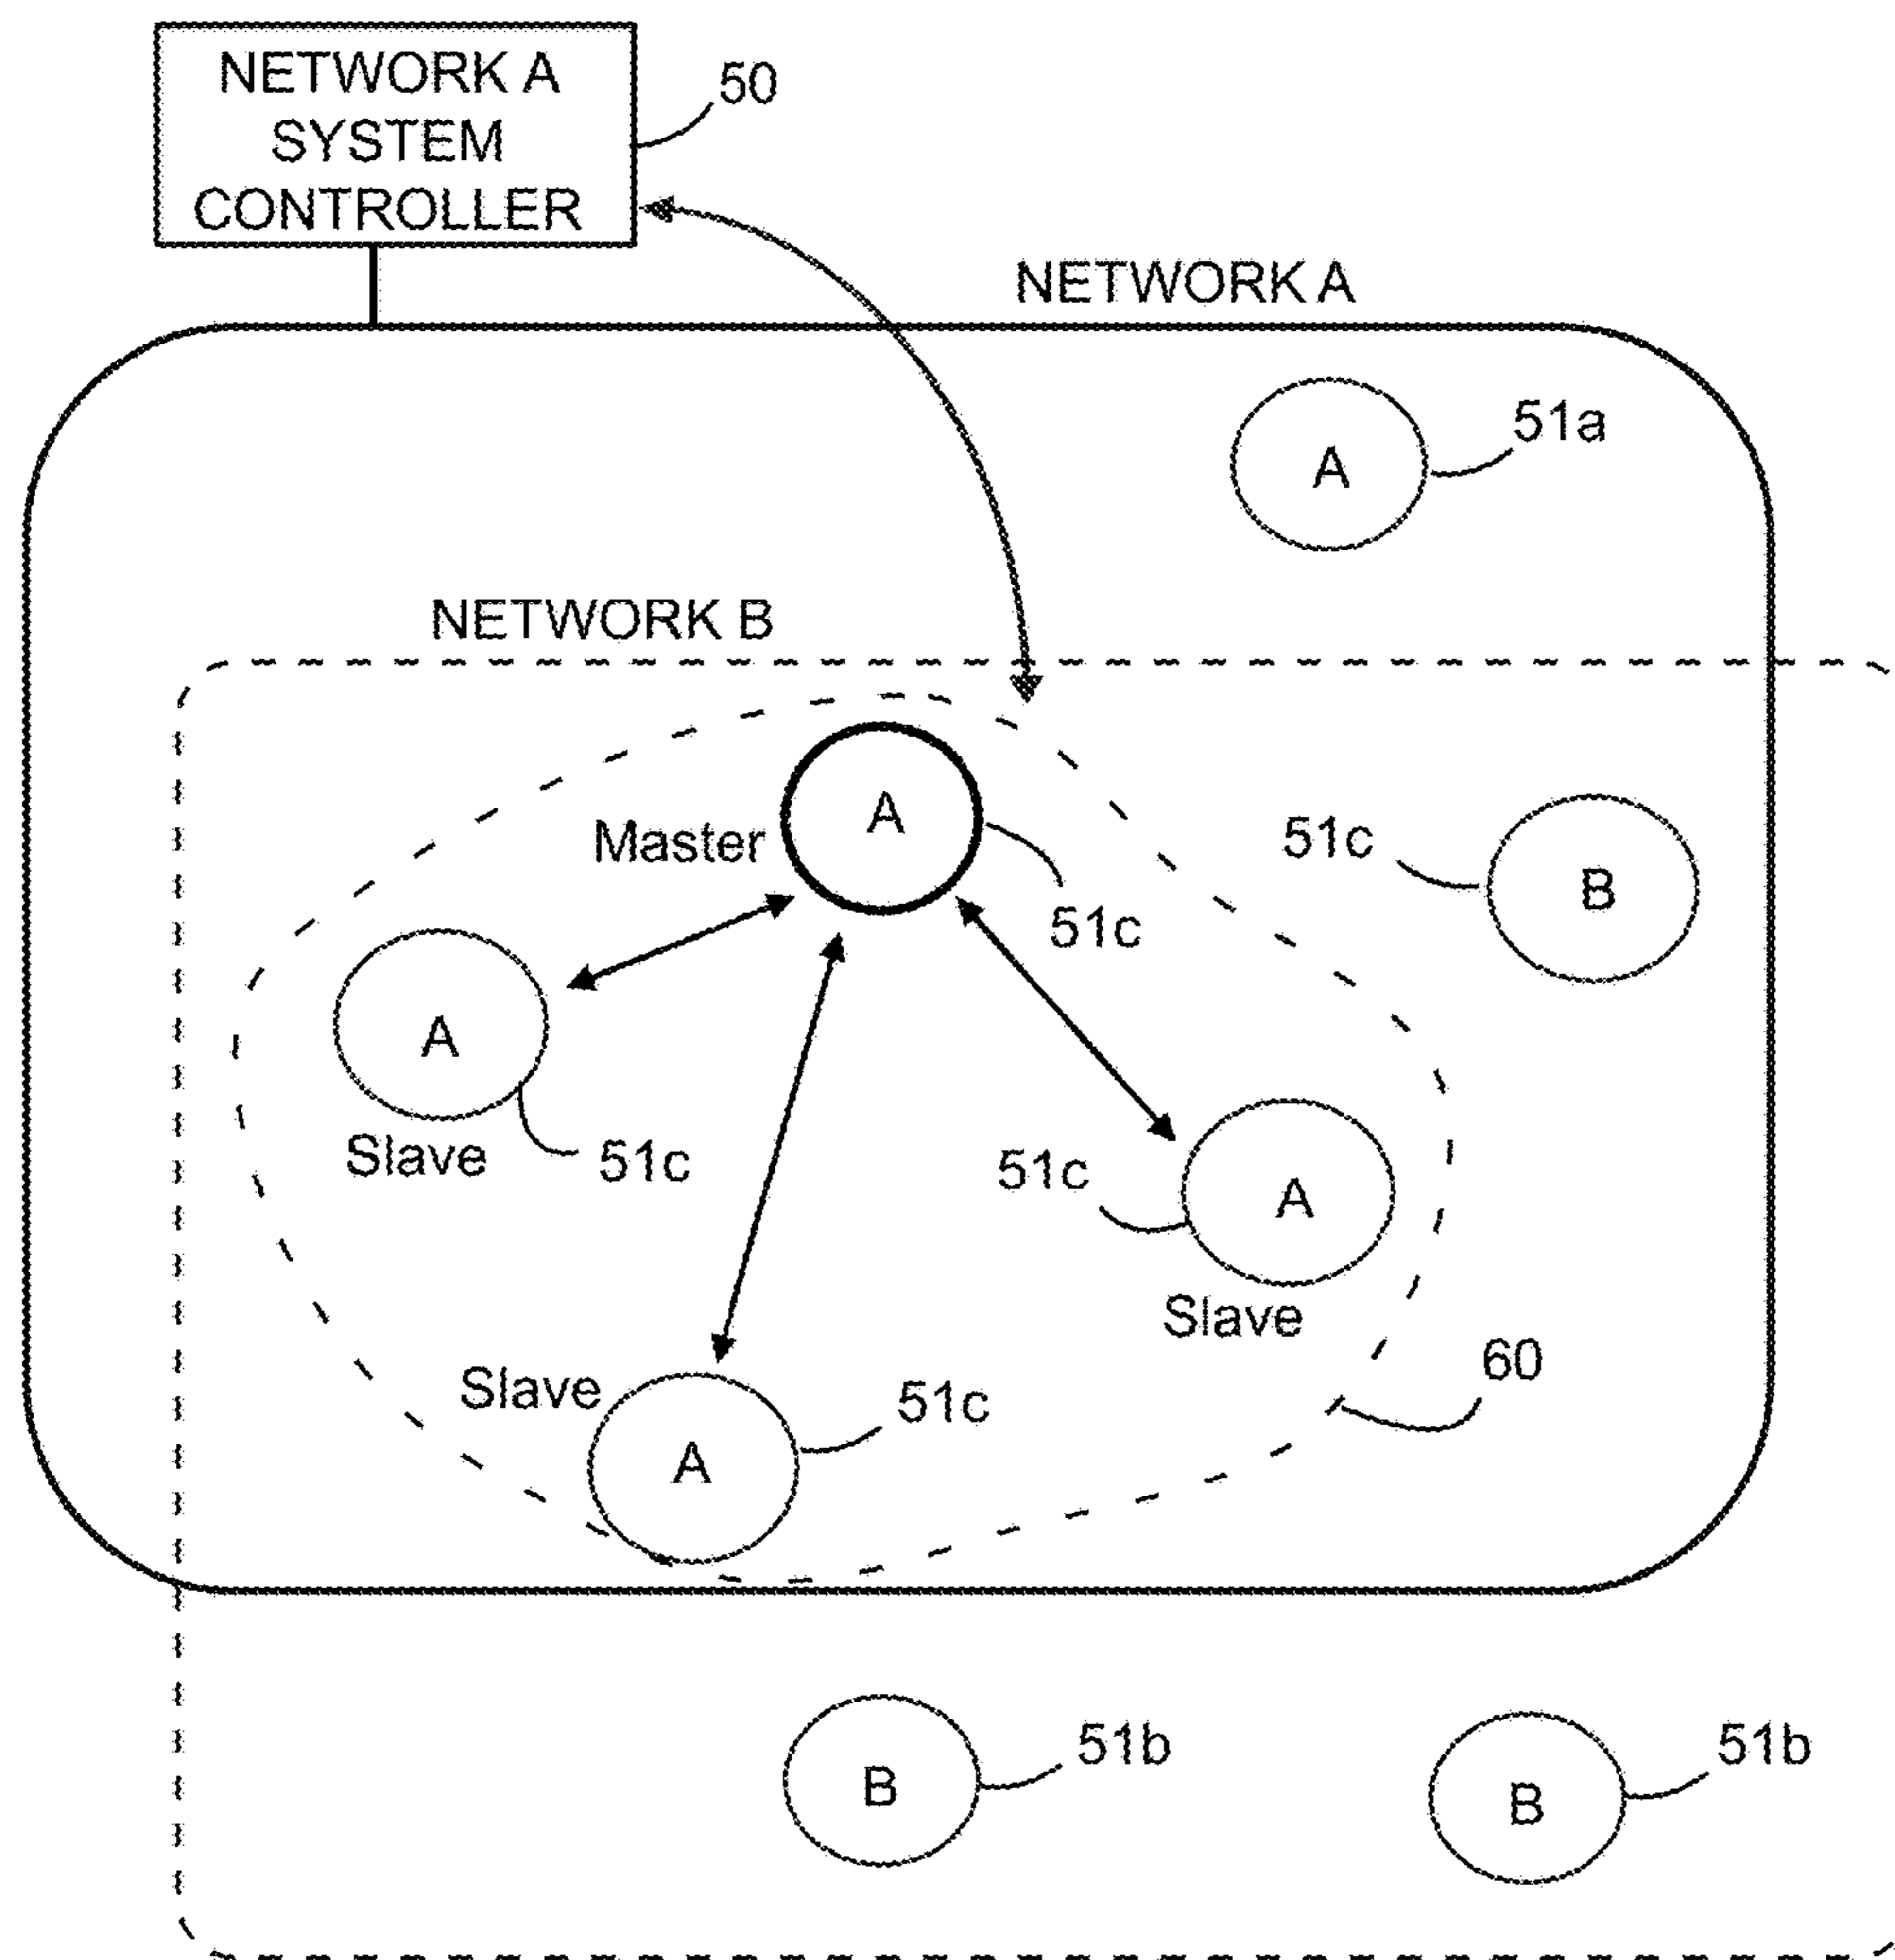 NETWORK A
SYSTEM
CONTROLLER
50
NETWORK A
A
51a
NETWORK B
A
Master
51c
51c
B
A
Slave
51c
51c
A
Slave
60
Slave
51c
A
B
51b
B
51b